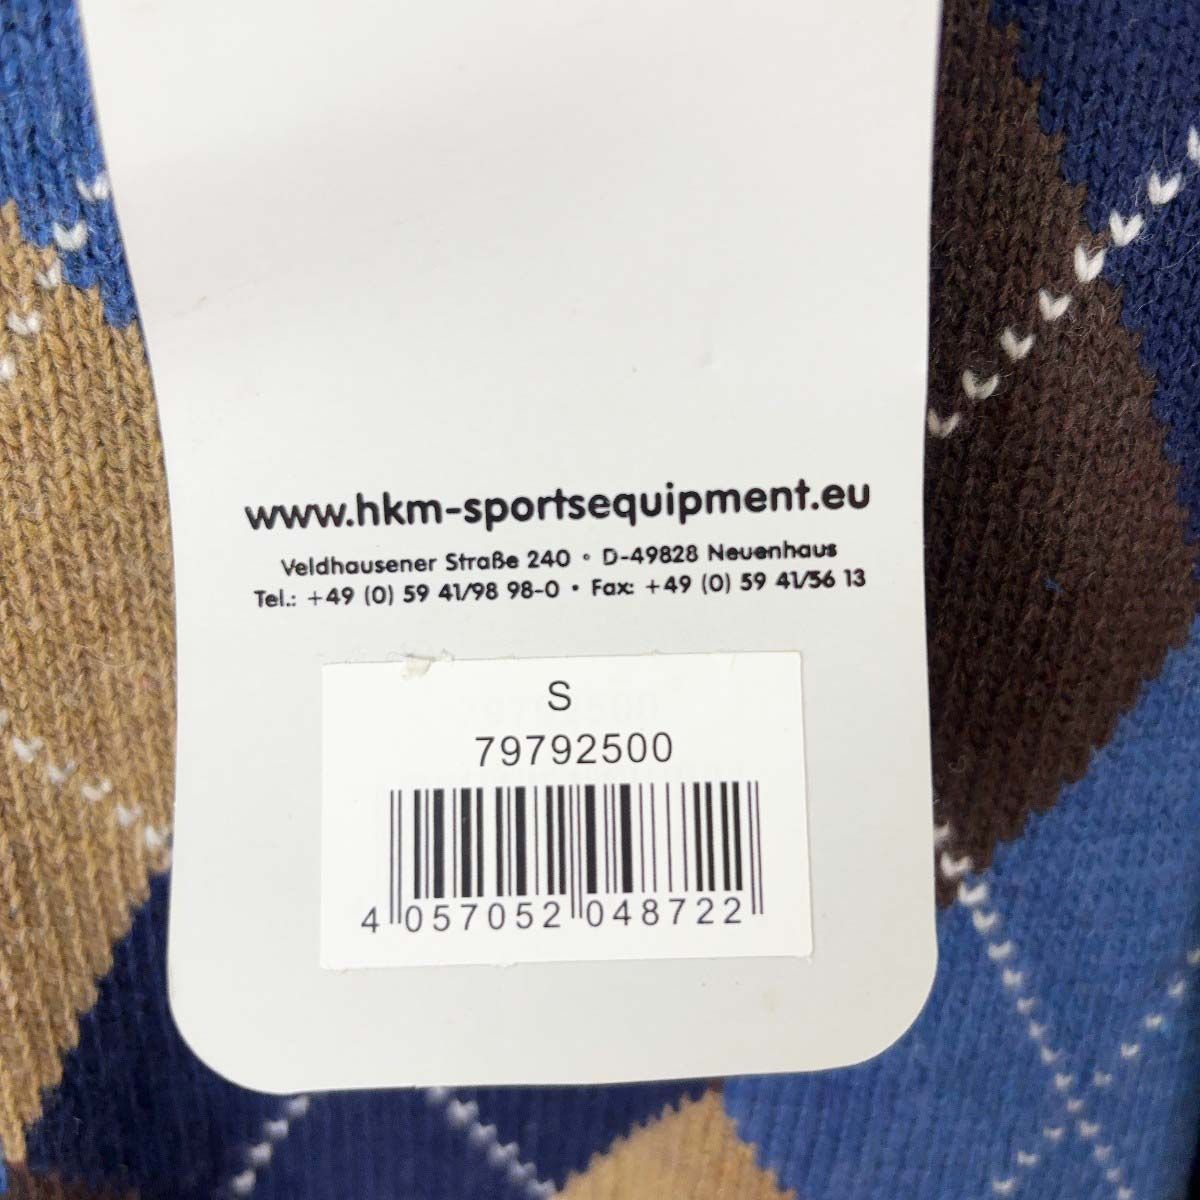 www.hkm-sportsequipment.eu
Veldhausener Straße 240 • D-49828 Neuenhaus
Tel.: +49 (0) 59 41/98 98-0 • Fax: +49 (0) 59 41/56 13
S
79792500
4 057052 048722